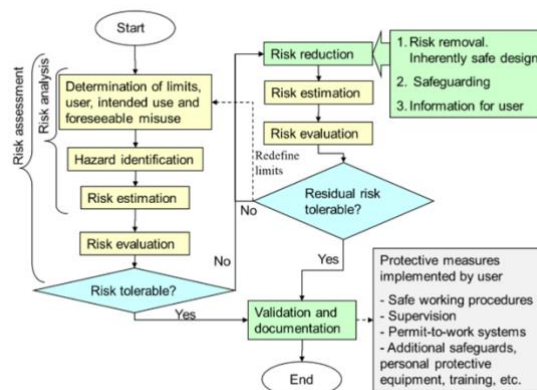 Start
Risk assessment
Risk analysis
Determination of limits,
user, intended use and
foreseeable misuse
Hazard identification
Risk estimation
Risk evaluation
Risk tolerable?
No
Yes
Risk reduction
1. Risk removal.
Inherently safe design
2. Safeguarding
3. Information for user
Risk estimation
Risk evaluation
Redefine
limits
Residual risk
tolerable?
No
Yes
Validation and
documentation
End
Protective measures
implemented by user
- Safe working procedures
- Supervision
- Permit-to-work systems
- Additional safeguards,
personal protective
equipment, training, etc.